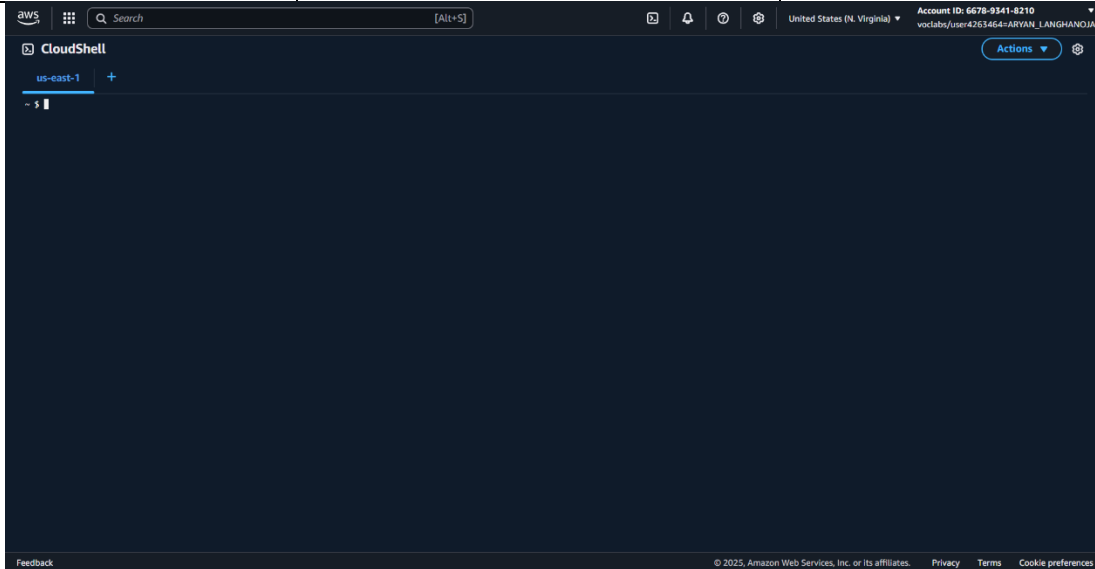 aws
Search [Alt+S]
United States (N. Virginia) ▼
Account ID: 6678-9341-8210 ▼
voclabs/user4263464=ARYAN_LANGHANOJA
CloudShell
Actions ▼
us-east-1 +
~ $
Feedback
© 2025, Amazon Web Services, Inc. or its affiliates. Privacy Terms Cookie preferences